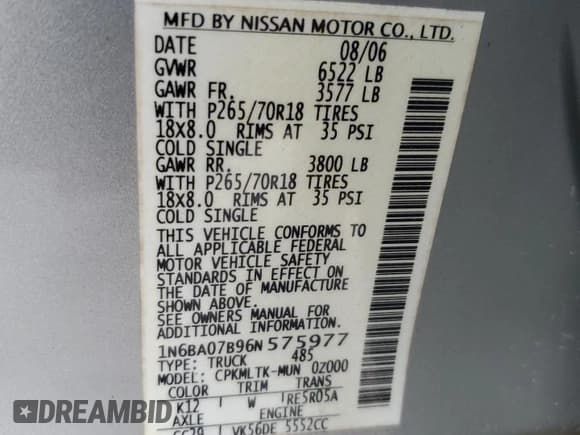 MFD BY NISSAN MOTOR CO., LTD.
DATE 08/06
GVWR 6522 LB
GAWR FR. 3577 LB
WITH P265/70R18 TIRES
18X8.0 RIMS AT 35 PSI
COLD SINGLE
GAWR RR. 3800 LB
WITH P265/70R18 TIRES
18X8.0 RIMS AT 35 PSI
COLD SINGLE
THIS VEHICLE CONFORMS TO
ALL APPLICABLE FEDERAL
MOTOR VEHICLE SAFETY
STANDARDS IN EFFECT ON
THE DATE OF MANUFACTURE
SHOWN ABOVE.
SEE OWNERS MANUAL FOR
ADDITIONAL INFORMATION.
1N6BA07B96N575977
TYPE: TRUCK 485
MODEL: CPKMLTK-MUN 0Z000
COLOR TRIM TRANS
K12 W RE5R05A
AXLE ENGINE
CC29 VK56DE 5552CC
DREAMBID
dreambid.com